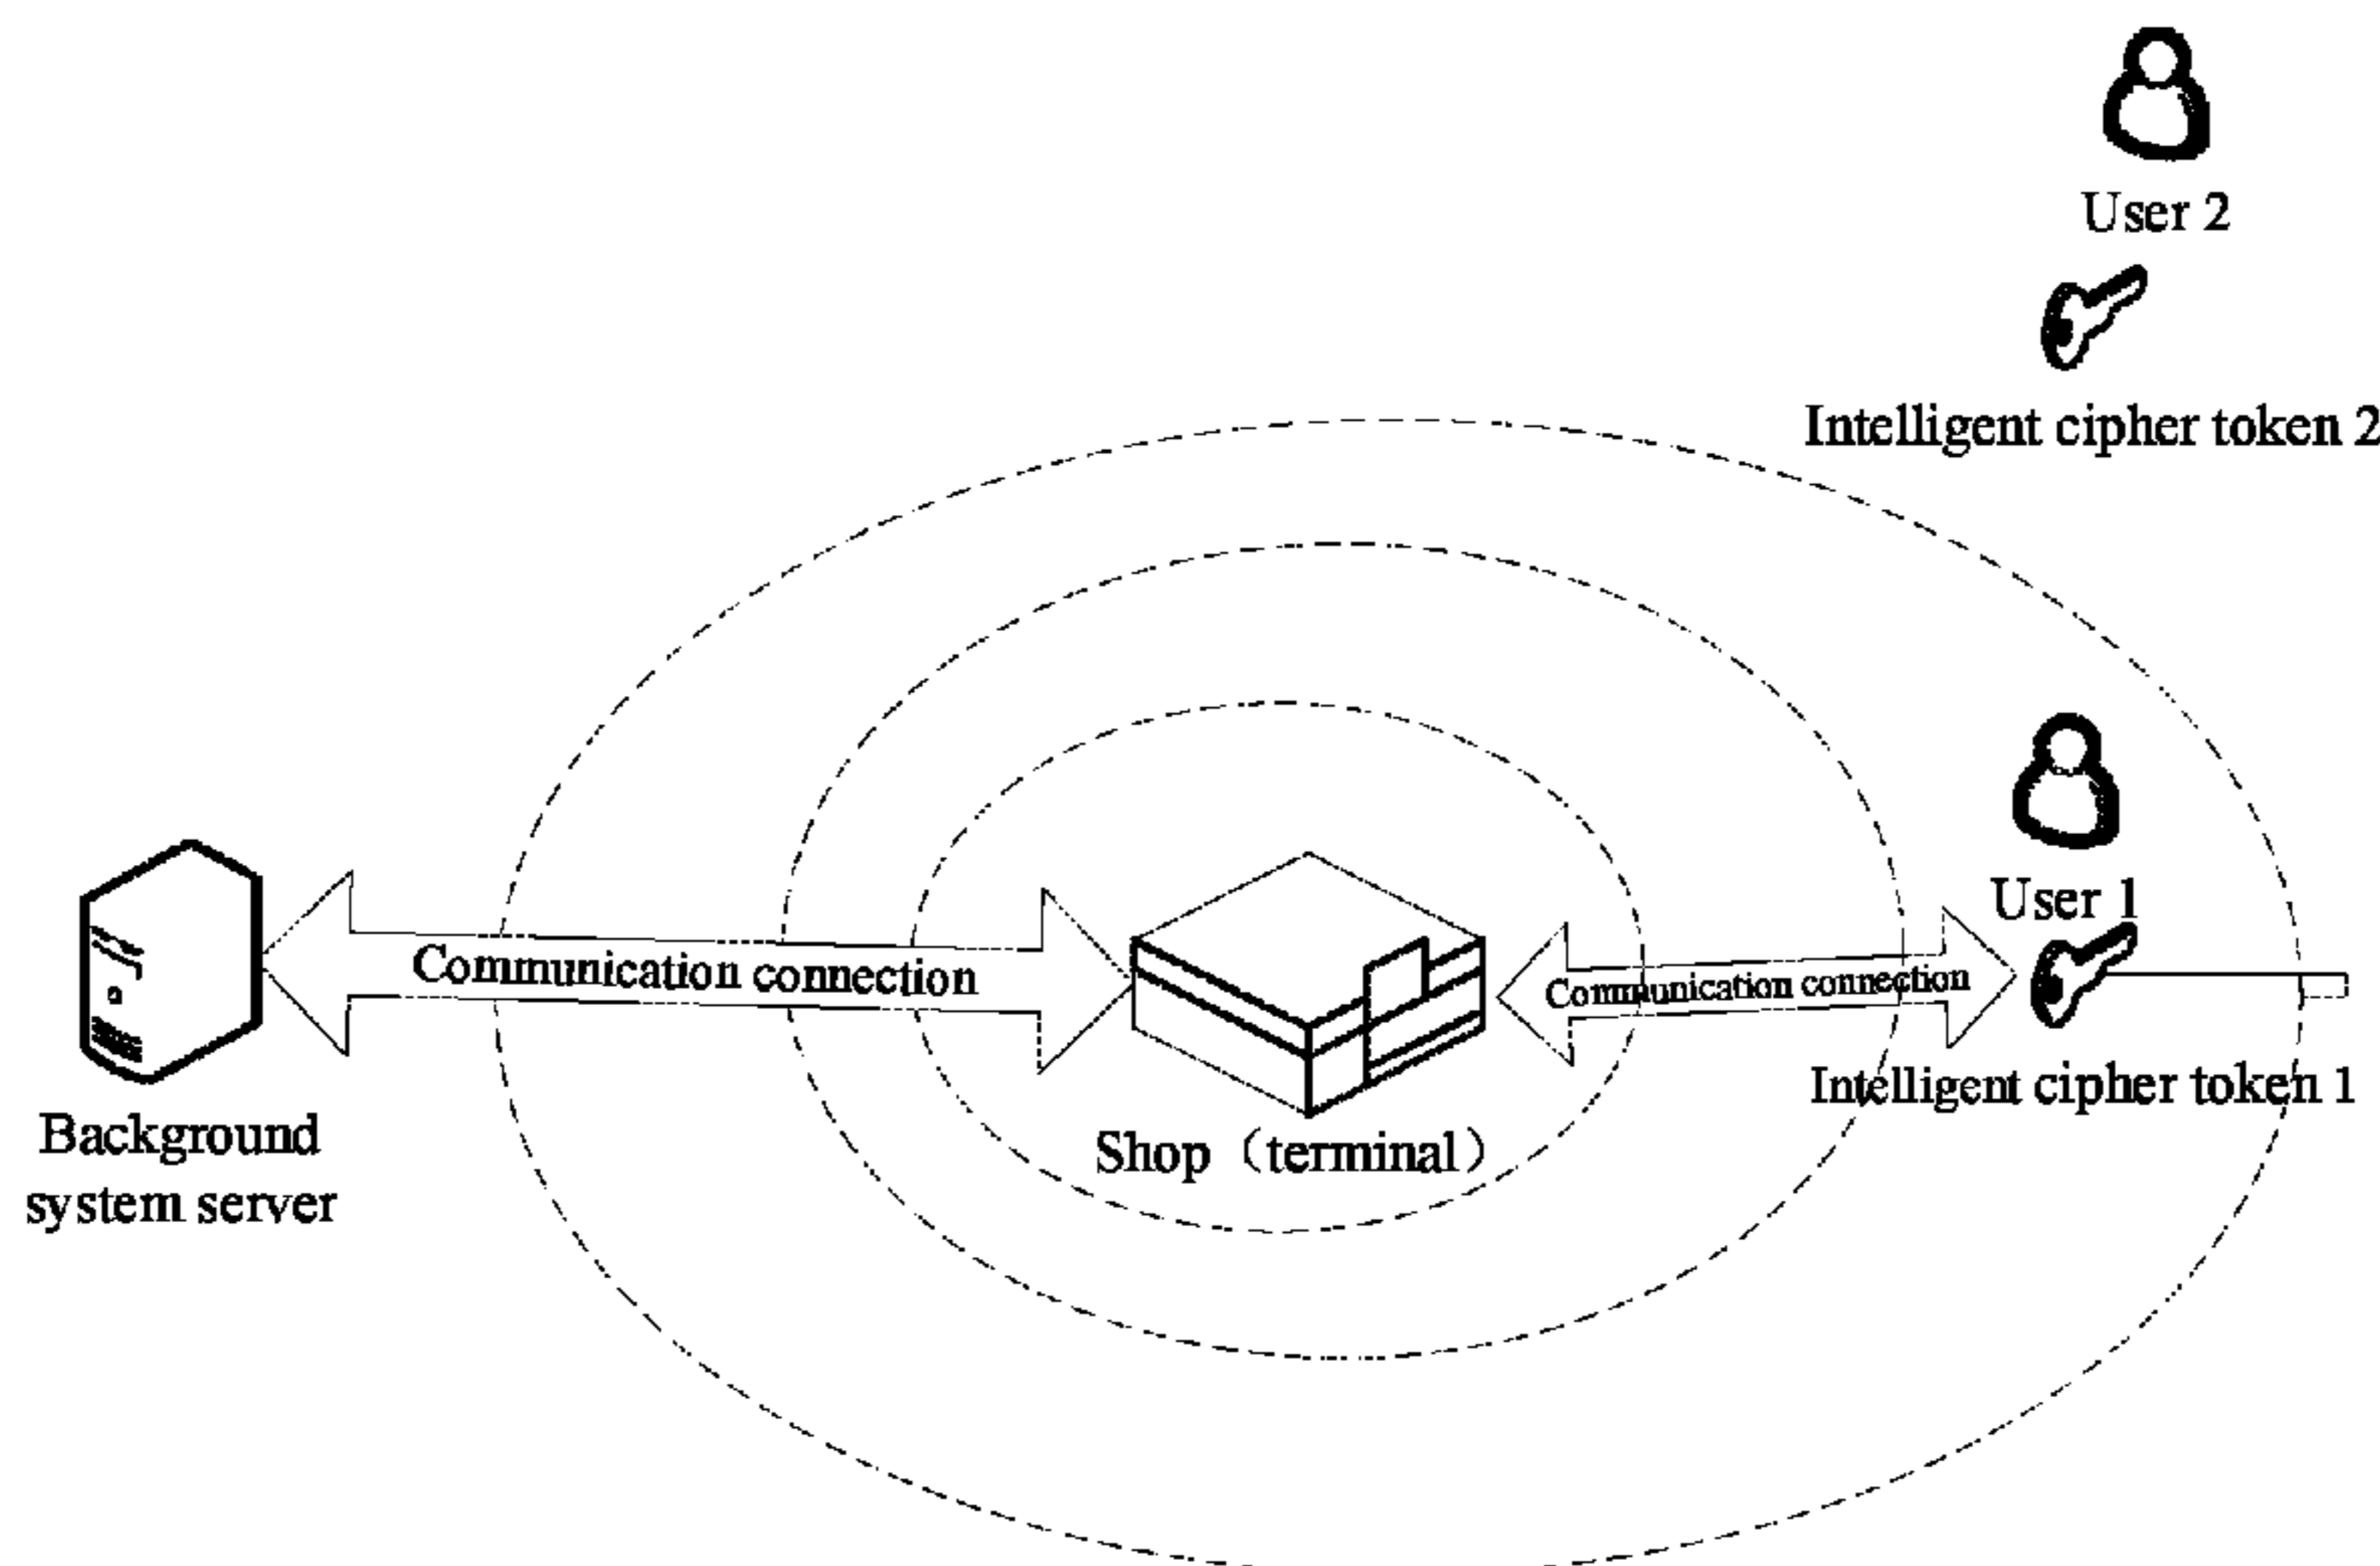 User 2
Intelligent cipher token 2
User 1
Communication connection
Communication connection
Intelligent cipher token 1
Shop（terminal）
Background
system server